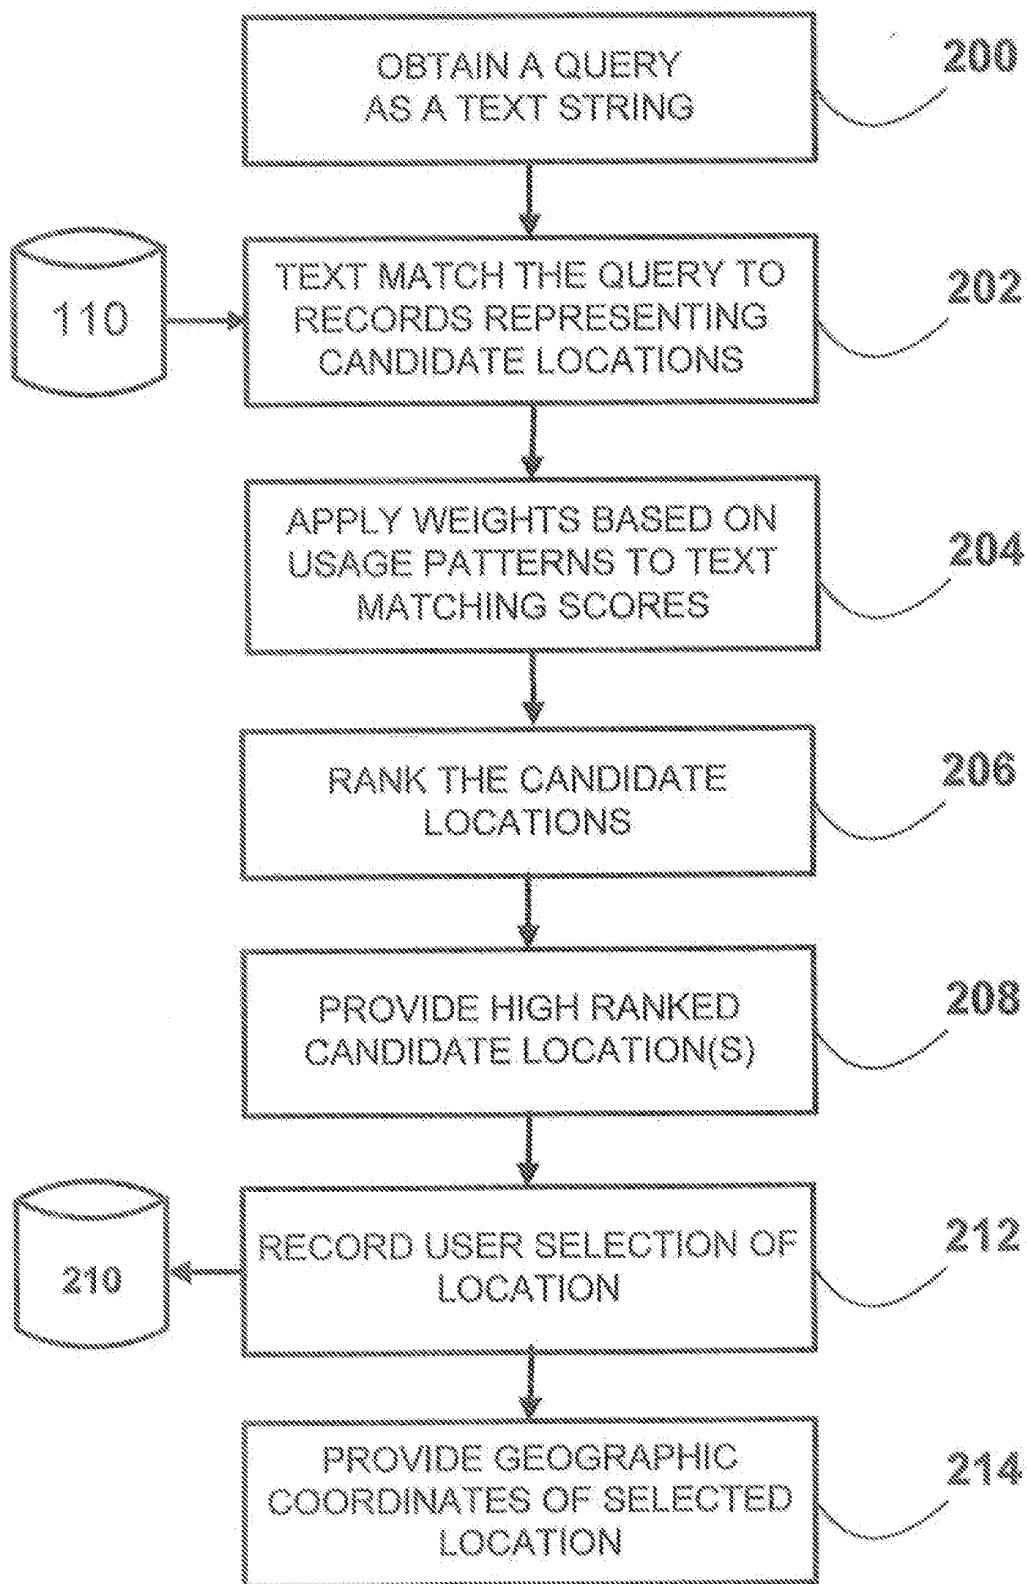 OBTAIN A QUERY
AS A TEXT STRING
200
110
TEXT MATCH THE QUERY TO
RECORDS REPRESENTING
CANDIDATE LOCATIONS
202
APPLY WEIGHTS BASED ON
USAGE PATTERNS TO TEXT
MATCHING SCORES
204
RANK THE CANDIDATE
LOCATIONS
206
PROVIDE HIGH RANKED
CANDIDATE LOCATION(S)
208
210
RECORD USER SELECTION OF
LOCATION
212
PROVIDE GEOGRAPHIC
COORDINATES OF SELECTED
LOCATION
214